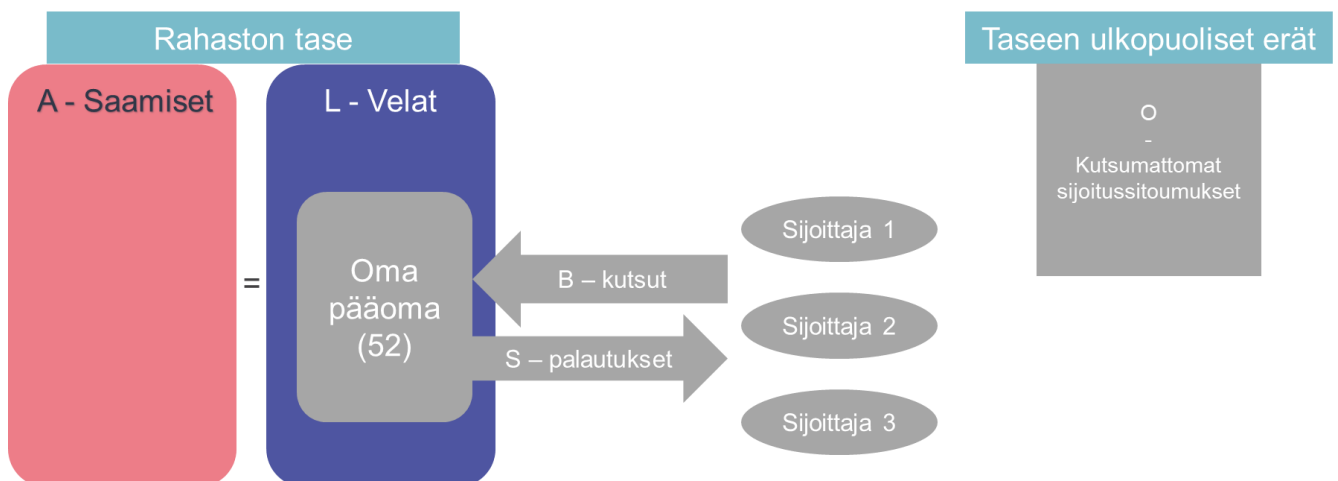 Rahaston tase
Taseen ulkopuoliset erät
A - Saamiset
L - Velat
O
-
Kutsumattomat
sijoitussitoumukset
=
Oma
pääoma
(52)
B – kutsut
S – palautukset
Sijoittaja 1
Sijoittaja 2
Sijoittaja 3